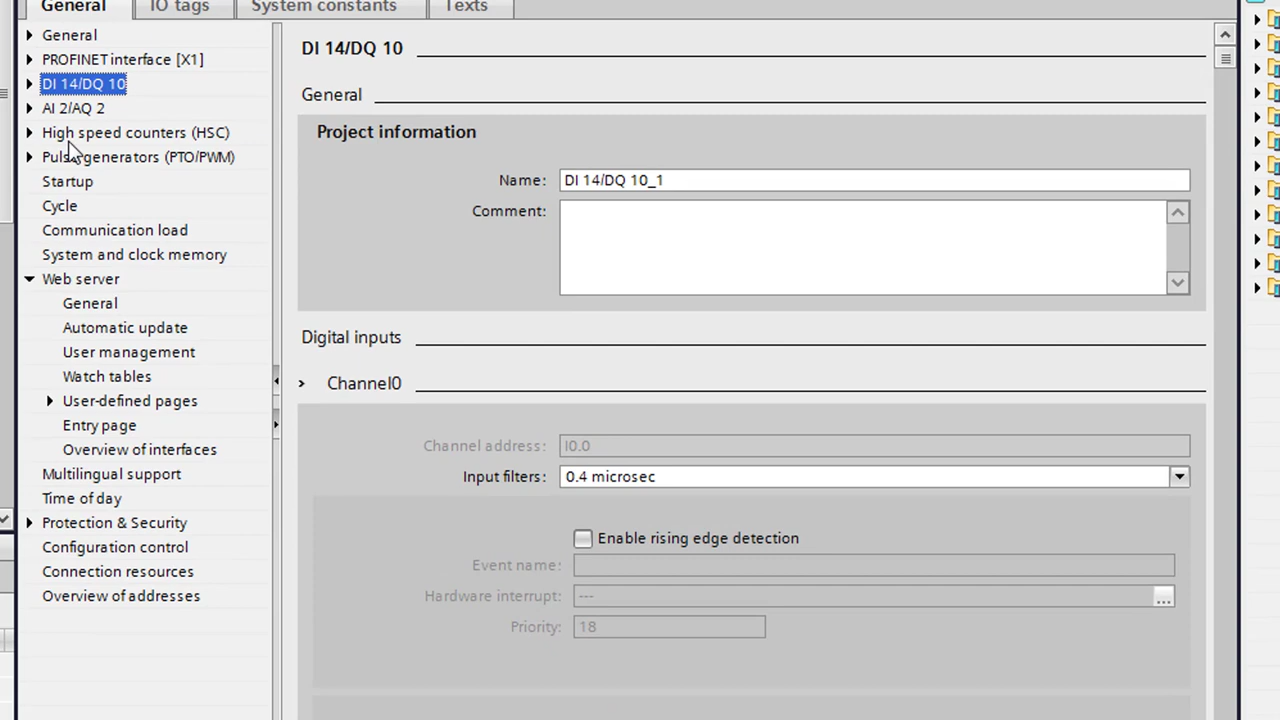 General
IO tags
System constants
Texts
General
PROFINET interface [X1]
DI 14/DQ 10
AI 2/AQ 2
High speed counters (HSC)
Pulse generators (PTO/PWM)
Startup
Cycle
Communication load
System and clock memory
Web server
General
Automatic update
User management
Watch tables
User-defined pages
Entry page
Overview of interfaces
Multilingual support
Time of day
Protection & Security
Configuration control
Connection resources
Overview of addresses
DI 14/DQ 10
General
Project information
Name: DI 14/DQ 10_1
Comment:
Digital inputs
Channel0
Channel address: I0.0
Input filters: 0.4 microsec
Enable rising edge detection
Event name:
Hardware interrupt: --- ...
Priority: 18